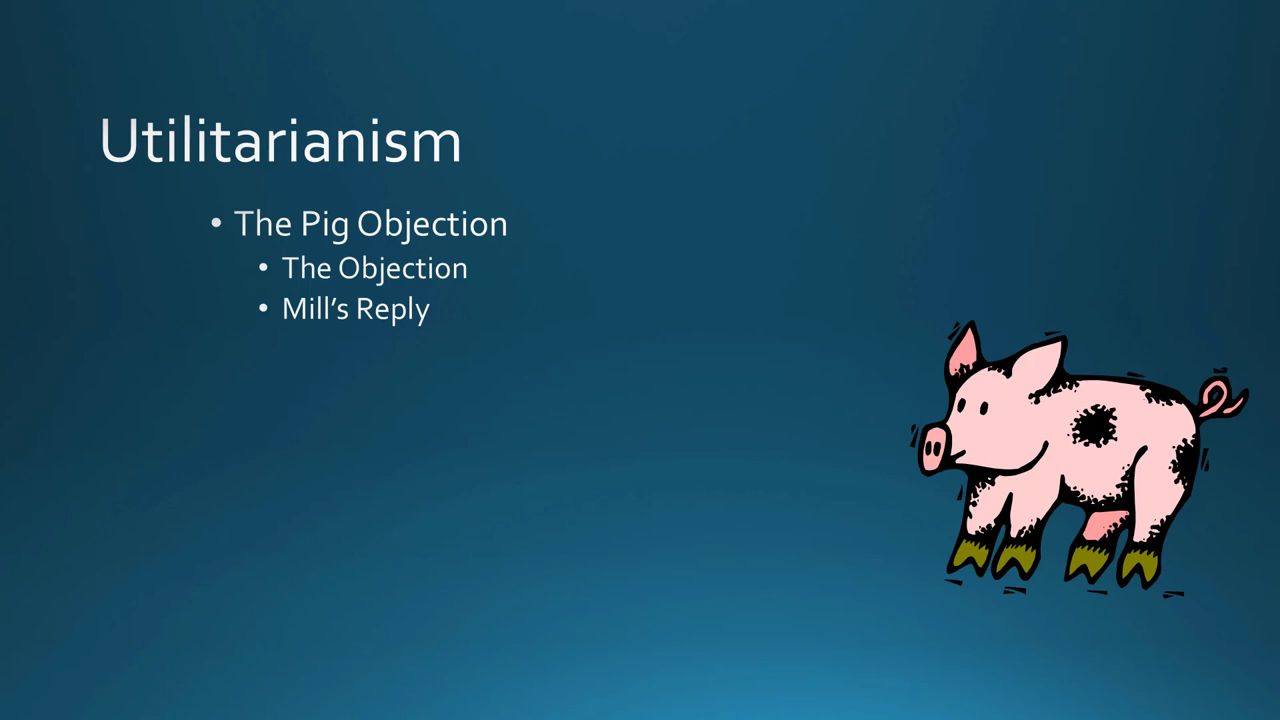 Utilitarianism
• The Pig Objection
• The Objection
• Mill’s Reply